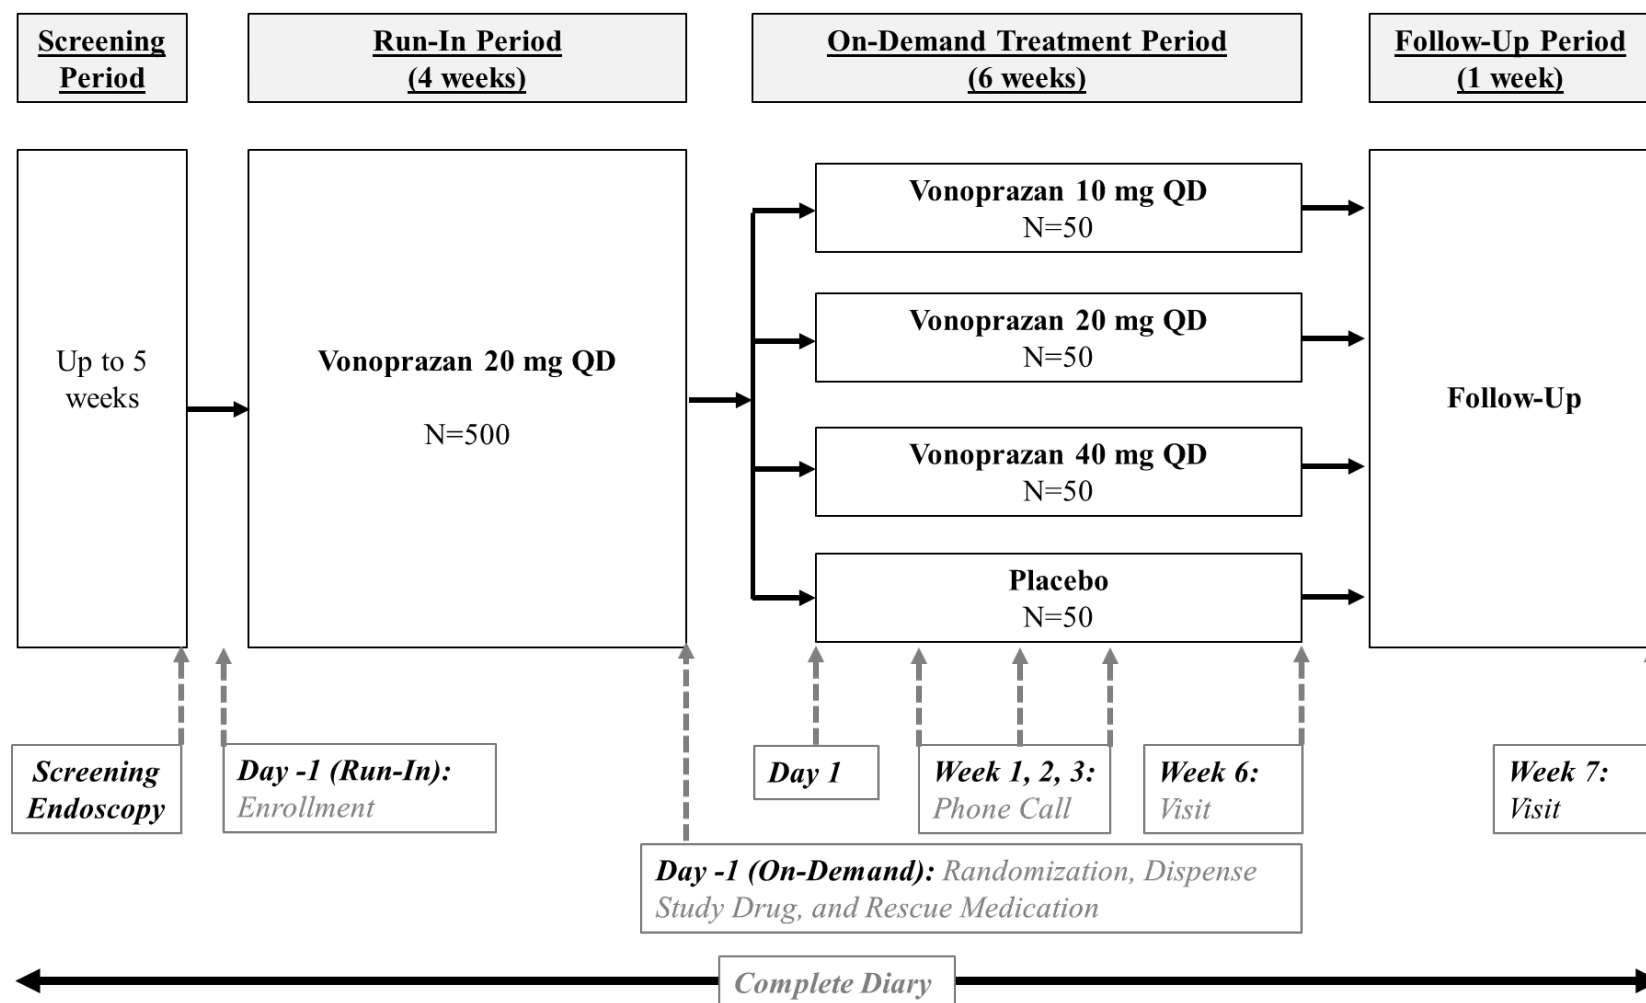 Screening
Period
Run-In Period
(4 weeks)
On-Demand Treatment Period
(6 weeks)
Follow-Up Period
(1 week)
Up to 5
weeks
Vonoprazan 20 mg QD
N=500
Vonoprazan 10 mg QD
N=50
Vonoprazan 20 mg QD
N=50
Vonoprazan 40 mg QD
N=50
Placebo
N=50
Follow-Up
Screening
Endoscopy
Day -1 (Run-In):
Enrollment
Day 1
Week 1, 2, 3:
Phone Call
Week 6:
Visit
Week 7:
Visit
Day -1 (On-Demand): Randomization, Dispense
Study Drug, and Rescue Medication
Complete Diary